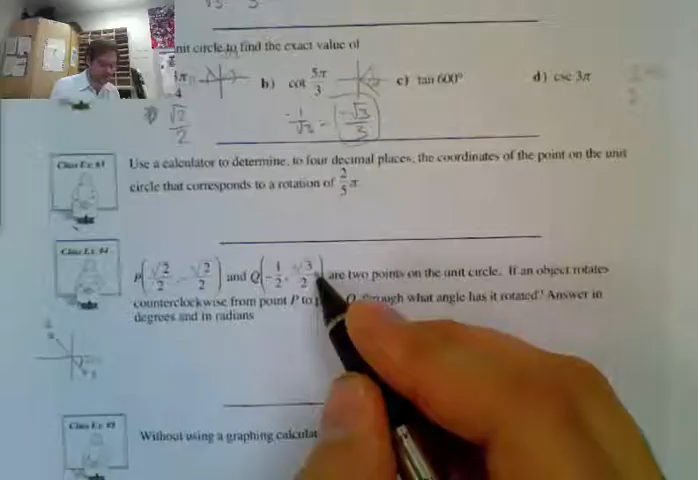 √3 3
nit circle to find the exact value of
b) cot 5π/3 c) tan 600° d) csc 3π
√2/2 -1/√3 = -√3/3
Class Ex. #3
Use a calculator to determine, to four decimal places, the coordinates of the point on the unit
circle that corresponds to a rotation of 2/5 π
Class Ex. #4
P(√2/2, -√2/2) and Q(-1/2, √3/2) are two points on the unit circle. If an object rotates
counterclockwise from point P to Q, through what angle has it rotated? Answer in
degrees and in radians
Class Ex. #5
Without using a graphing calculat